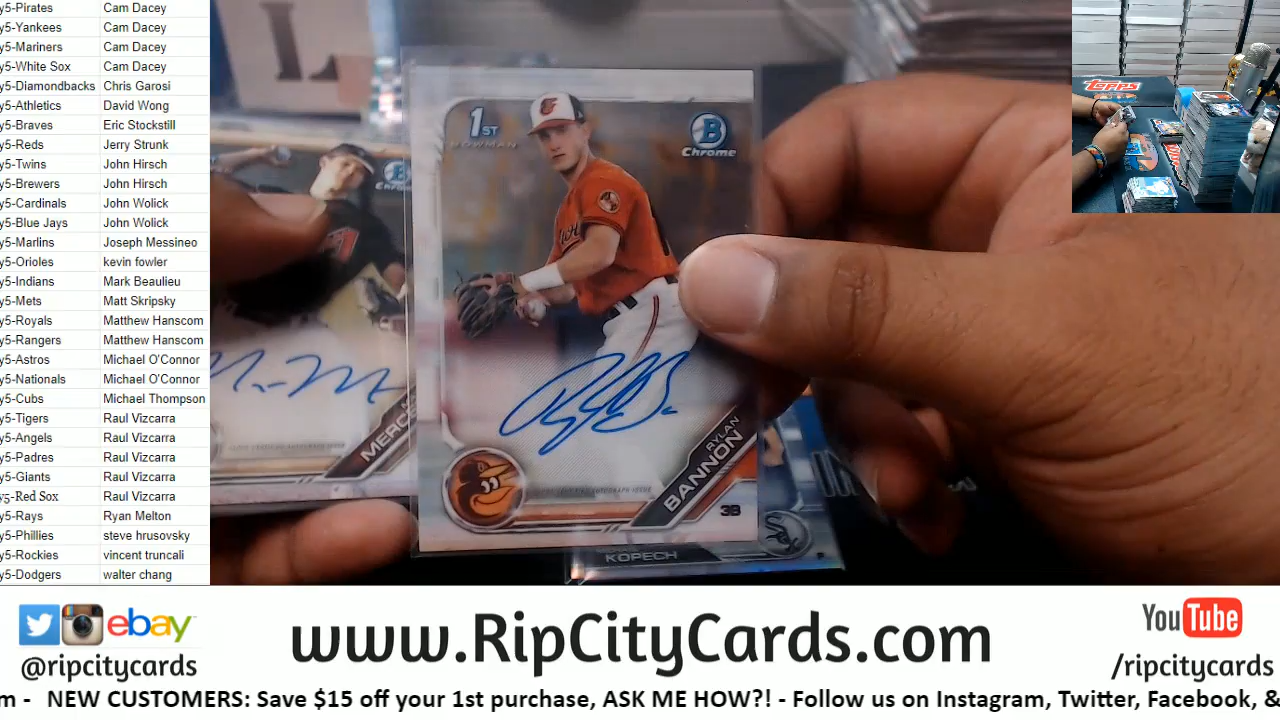 y5-Pirates Cam Dacey
y5-Yankees Cam Dacey
y5-Mariners Cam Dacey
y5-White Sox Cam Dacey
y5-Diamondbacks Chris Garosi
y5-Athletics David Wong
y5-Braves Eric Stockstill
y5-Reds Jerry Strunk
y5-Twins John Hirsch
y5-Brewers John Hirsch
y5-Cardinals John Wolick
y5-Blue Jays John Wolick
y5-Marlins Joseph Messineo
y5-Orioles kevin fowler
y5-Indians Mark Beaulieu
y5-Mets Matt Skripsky
y5-Royals Matthew Hanscom
y5-Rangers Matthew Hanscom
y5-Astros Michael O'Connor
y5-Nationals Michael O'Connor
y5-Cubs Michael Thompson
y5-Tigers Raul Vizcarra
y5-Angels Raul Vizcarra
y5-Padres Raul Vizcarra
y5-Giants Raul Vizcarra
y5-Red Sox Raul Vizcarra
y5-Rays Ryan Melton
y5-Phillies steve hrusovsky
y5-Rockies vincent truncali
y5-Dodgers walter chang
1ST
BOWMAN
B
Chrome
RYLAN
BANNON
3B
MERC
KOPECH
TOPPS
ebay
@ripcitycards
www.RipCityCards.com
YouTube
/ripcitycards
m - NEW CUSTOMERS: Save $15 off your 1st purchase, ASK ME HOW?! - Follow us on Instagram, Twitter, Facebook, &